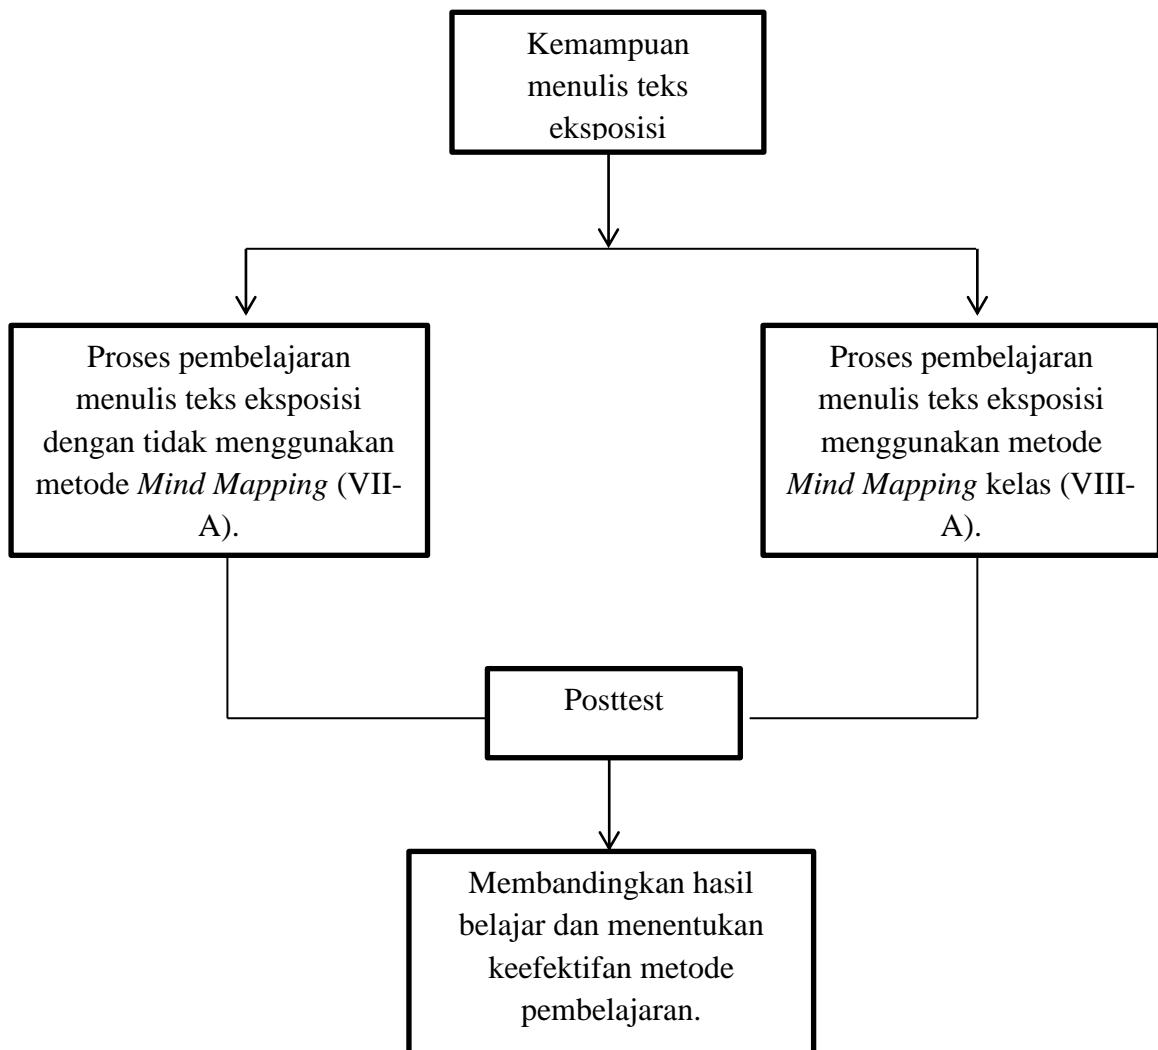 Kemampuan
menulis teks
eksposisi
Proses pembelajaran
menulis teks eksposisi
dengan tidak menggunakan
metode Mind Mapping (VII-
A).
Proses pembelajaran
menulis teks eksposisi
menggunakan metode
Mind Mapping kelas (VIII-
A).
Posttest
Membandingkan hasil
belajar dan menentukan
keefektifan metode
pembelajaran.